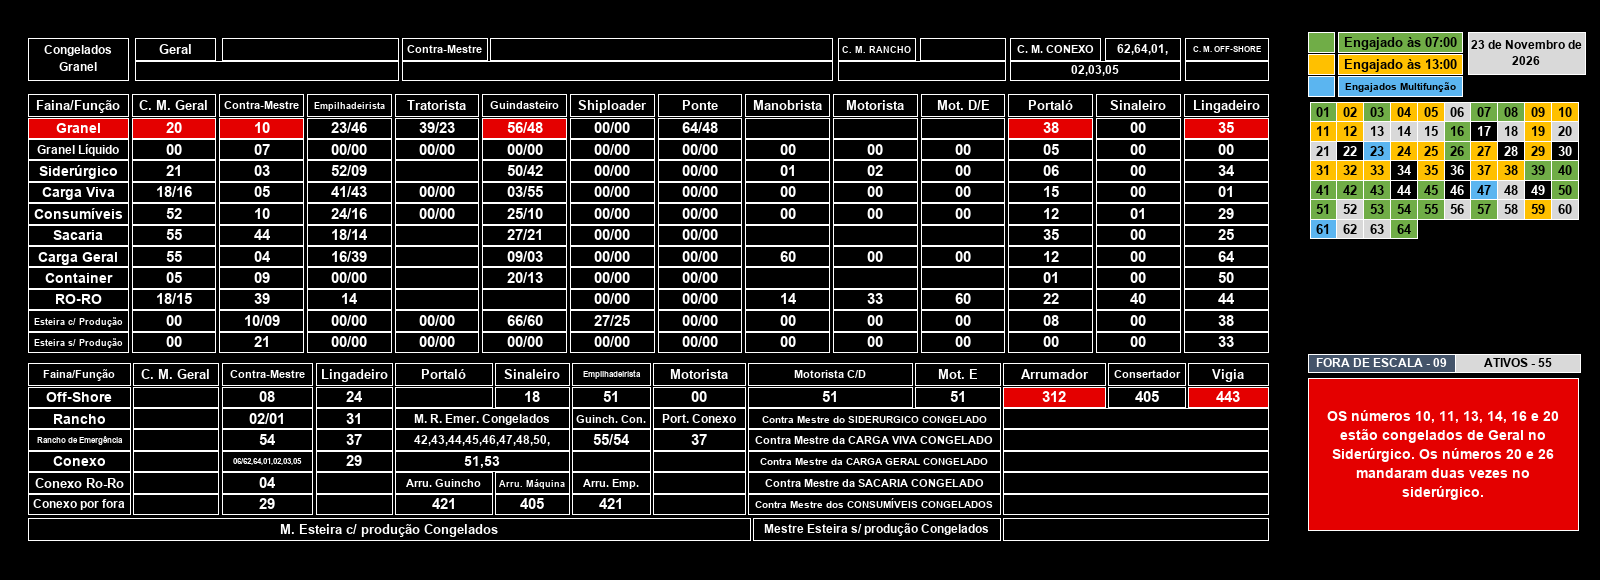 Congelados Granel Geral Contra-Mestre C. M. RANCHO C. M. CONEXO 62,64,01, C. M. OFF-SHORE
02,03,05
Faina/Função C. M. Geral Contra-Mestre Empilhadeirista Tratorista Guindasteiro Shiploader Ponte Manobrista Motorista Mot. D/E Portaló Sinaleiro Lingadeiro
Granel 20 10 23/46 39/23 56/48 00/00 64/48 38 00 35
Granel Líquido 00 07 00/00 00/00 00/00 00/00 00/00 00 00 00 05 00 00
Siderúrgico 21 03 52/09 50/42 00/00 00/00 01 02 00 06 00 34
Carga Viva 18/16 05 41/43 00/00 03/55 00/00 00/00 00 00 00 15 00 01
Consumíveis 52 10 24/16 00/00 25/10 00/00 00/00 00 00 00 12 01 29
Sacaria 55 44 18/14 27/21 00/00 00/00 35 00 25
Carga Geral 55 04 16/39 09/03 00/00 00/00 60 00 00 12 00 64
Container 05 09 00/00 20/13 00/00 00/00 01 00 50
RO-RO 18/15 39 14 00/00 00/00 14 33 60 22 40 44
Esteira c/ Produção 00 10/09 00/00 00/00 66/60 27/25 00/00 00 00 00 08 00 38
Esteira s/ Produção 00 21 00/00 00/00 00/00 00/00 00/00 00 00 00 00 00 33
Faina/Função C. M. Geral Contra-Mestre Lingadeiro Portaló Sinaleiro Empilhadeirista Motorista Motorista C/D Mot. E Arrumador Consertador Vigia
Off-Shore 08 24 18 51 00 51 51 312 405 443
Rancho 02/01 31 M. R. Emer. Congelados Guinch. Con. Port. Conexo Contra Mestre do SIDERURGICO CONGELADO
Rancho de Emergência 54 37 42,43,44,45,46,47,48,50, 55/54 37 Contra Mestre da CARGA VIVA CONGELADO
Conexo 06/62,64,01,02,03,05 29 51,53 Contra Mestre da CARGA GERAL CONGELADO
Conexo Ro-Ro 04 Arru. Guincho Arru. Máquina Arru. Emp. Contra Mestre da SACARIA CONGELADO
Conexo por fora 29 421 405 421 Contra Mestre dos CONSUMÍVEIS CONGELADOS
M. Esteira c/ produção Congelados Mestre Esteira s/ produção Congelados
Engajado às 07:00
Engajado às 13:00
Engajados Multifunção
23 de Novembro de
2026
01 02 03 04 05 06 07 08 09 10
11 12 13 14 15 16 17 18 19 20
21 22 23 24 25 26 27 28 29 30
31 32 33 34 35 36 37 38 39 40
41 42 43 44 45 46 47 48 49 50
51 52 53 54 55 56 57 58 59 60
61 62 63 64
FORA DE ESCALA - 09 ATIVOS - 55
OS números 10, 11, 13, 14, 16 e 20
estão congelados de Geral no
Siderúrgico. Os números 20 e 26
mandaram duas vezes no
siderúrgico.